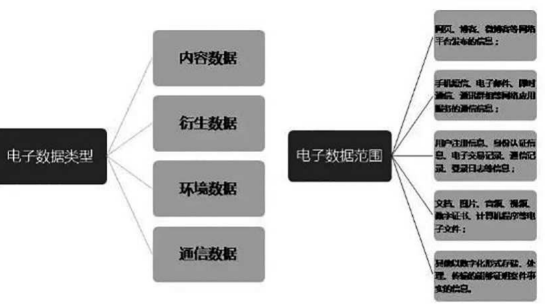 电子数据类型
内容数据
衍生数据
环境数据
通信数据
电子数据范围
网页、博客、微博客等网络
平台发布的信息；
手机短信、电子邮件、即时
通信、通讯群组等网络应用
服务的通信信息；
用户注册信息、身份认证信
息、电子交易记录、通信记
录、登录日志等信息；
文档、图片、音频、视频、
数字证书、计算机程序等电
子文件；
其他以数字化形式存储、处
理、传输的能够证明案件事
实的信息。